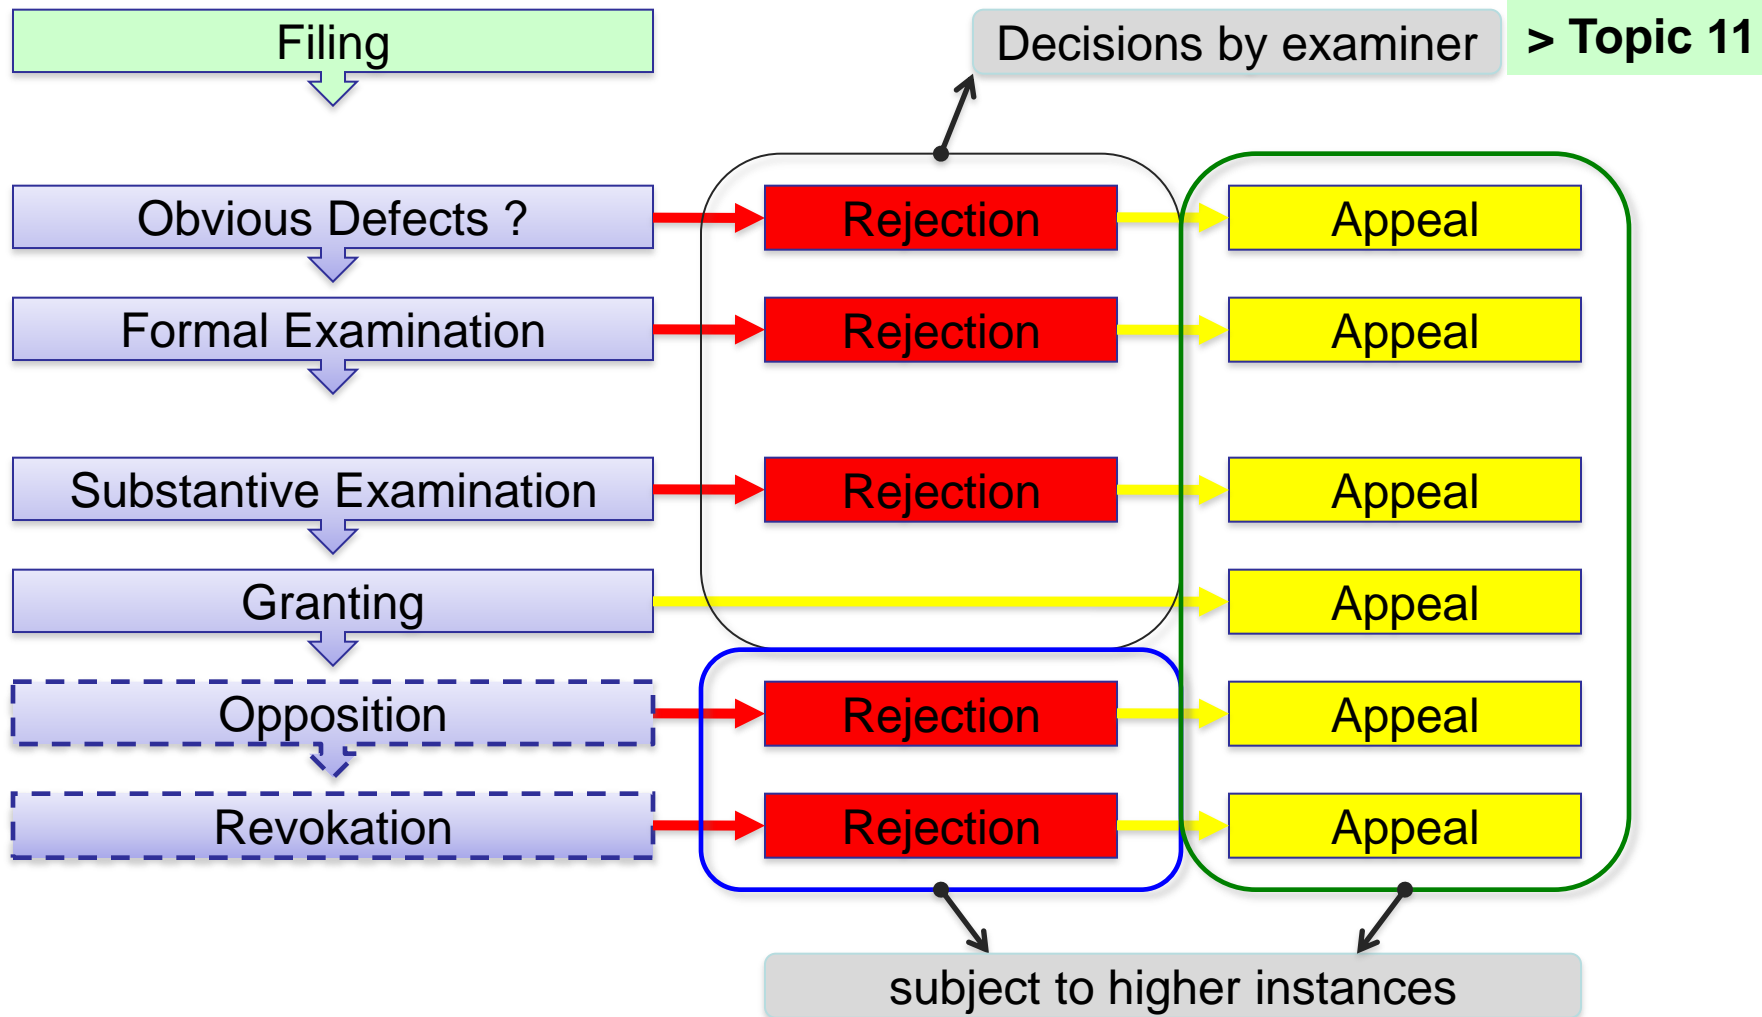 Filing
Decisions by examiner
> Topic 11
Obvious Defects ?
Rejection
Appeal
Formal Examination
Rejection
Appeal
Substantive Examination
Rejection
Appeal
Granting
Appeal
Opposition
Rejection
Appeal
Revokation
Rejection
Appeal
subject to higher instances